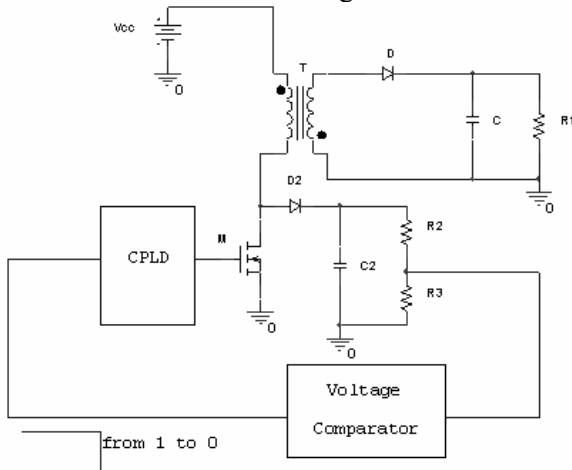 Vcc
0
T
D
C
R1
0
D2
CPLD
M
C2
R2
R3
0
0
Voltage
Comparator
from 1 to 0